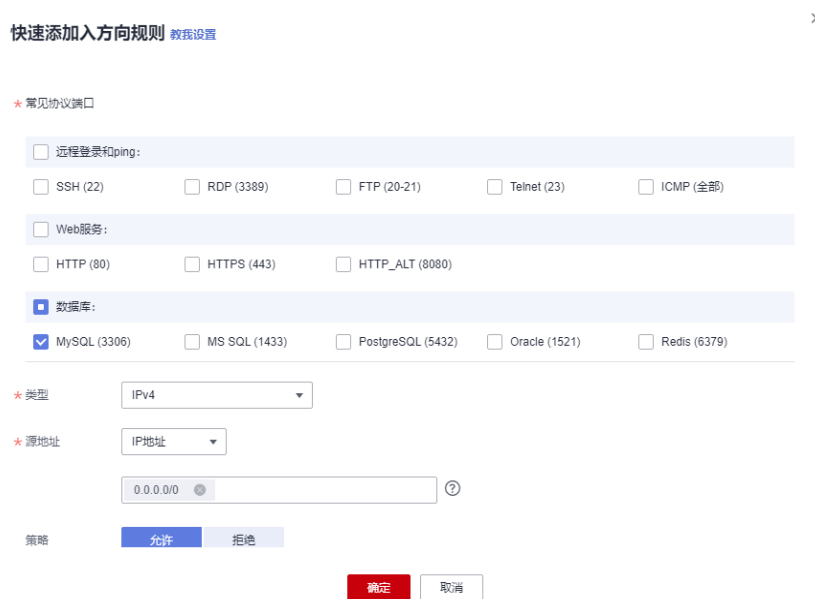 快速添加入方向规则 教我设置
* 常见协议端口
远程登录和ping:
SSH (22) RDP (3389) FTP (20-21) Telnet (23) ICMP (全部)
Web服务:
HTTP (80) HTTPS (443) HTTP_ALT (8080)
数据库:
MySQL (3306) MS SQL (1433) PostgreSQL (5432) Oracle (1521) Redis (6379)
* 类型 IPv4
* 源地址 IP地址
0.0.0.0/0
策略 允许 拒绝
确定 取消